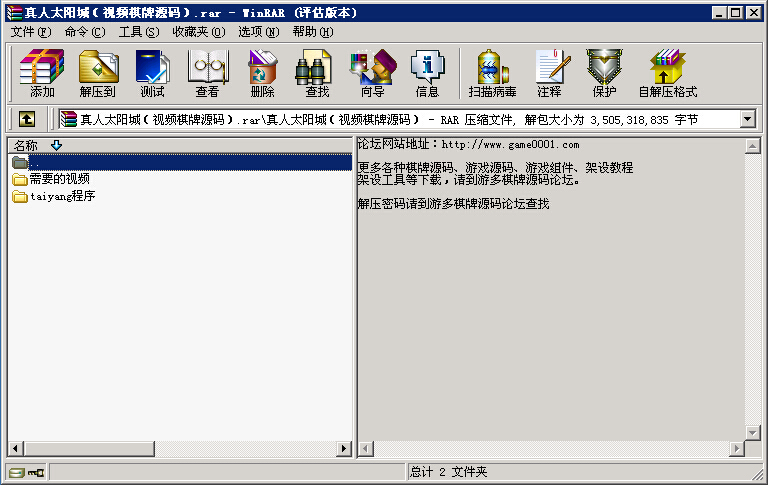 真人太阳城(视频棋牌源码).rar - WinRAR (评估版本)
文件(F) 命令(C) 工具(S) 收藏夹(O) 选项(N) 帮助(H)
添加 解压到 测试 查看 删除 查找 向导 信息 扫描病毒 注释 保护 自解压格式
真人太阳城(视频棋牌源码).rar\真人太阳城(视频棋牌源码) - RAR 压缩文件, 解包大小为 3,505,318,835 字节
名称
..
需要的视频
taiyang程序
论坛网站地址：http://www.game0001.com
更多各种棋牌源码、游戏源码、游戏组件、架设教程
架设工具等下载，请到游多棋牌源码论坛。
解压密码请到游多棋牌源码论坛查找
总计 2 文件夹